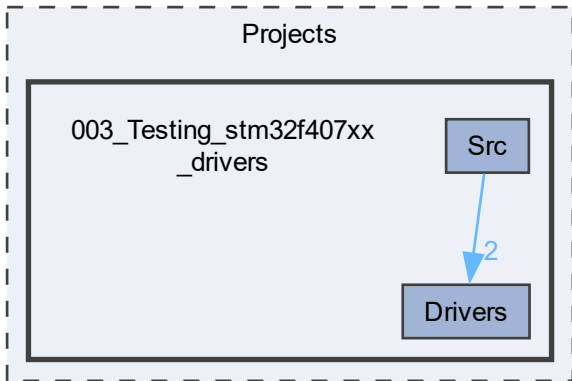 Projects
003_Testing_stm32f407xx
_drivers
Src
2
Drivers